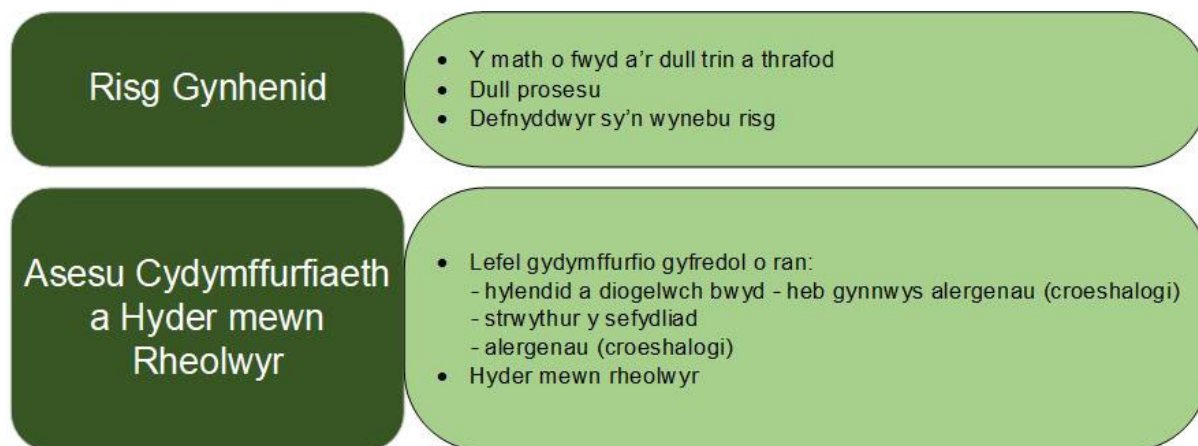 Risg Gynhenid
• Y math o fwyd a'r dull trin a thrafod
• Dull prosesu
• Defnyddwyr sy'n wynebu risg
Asesu Cydymffurfiaeth
a Hyder mewn
Rheolwyr
• Lefel gydymffurfio gyfredol o ran:
- hylendid a diogelwch bwyd - heb gynnwys alergenau (croeshalogi)
- strwythur y sefydliad
- alergenau (croeshalogi)
• Hyder mewn rheolwyr